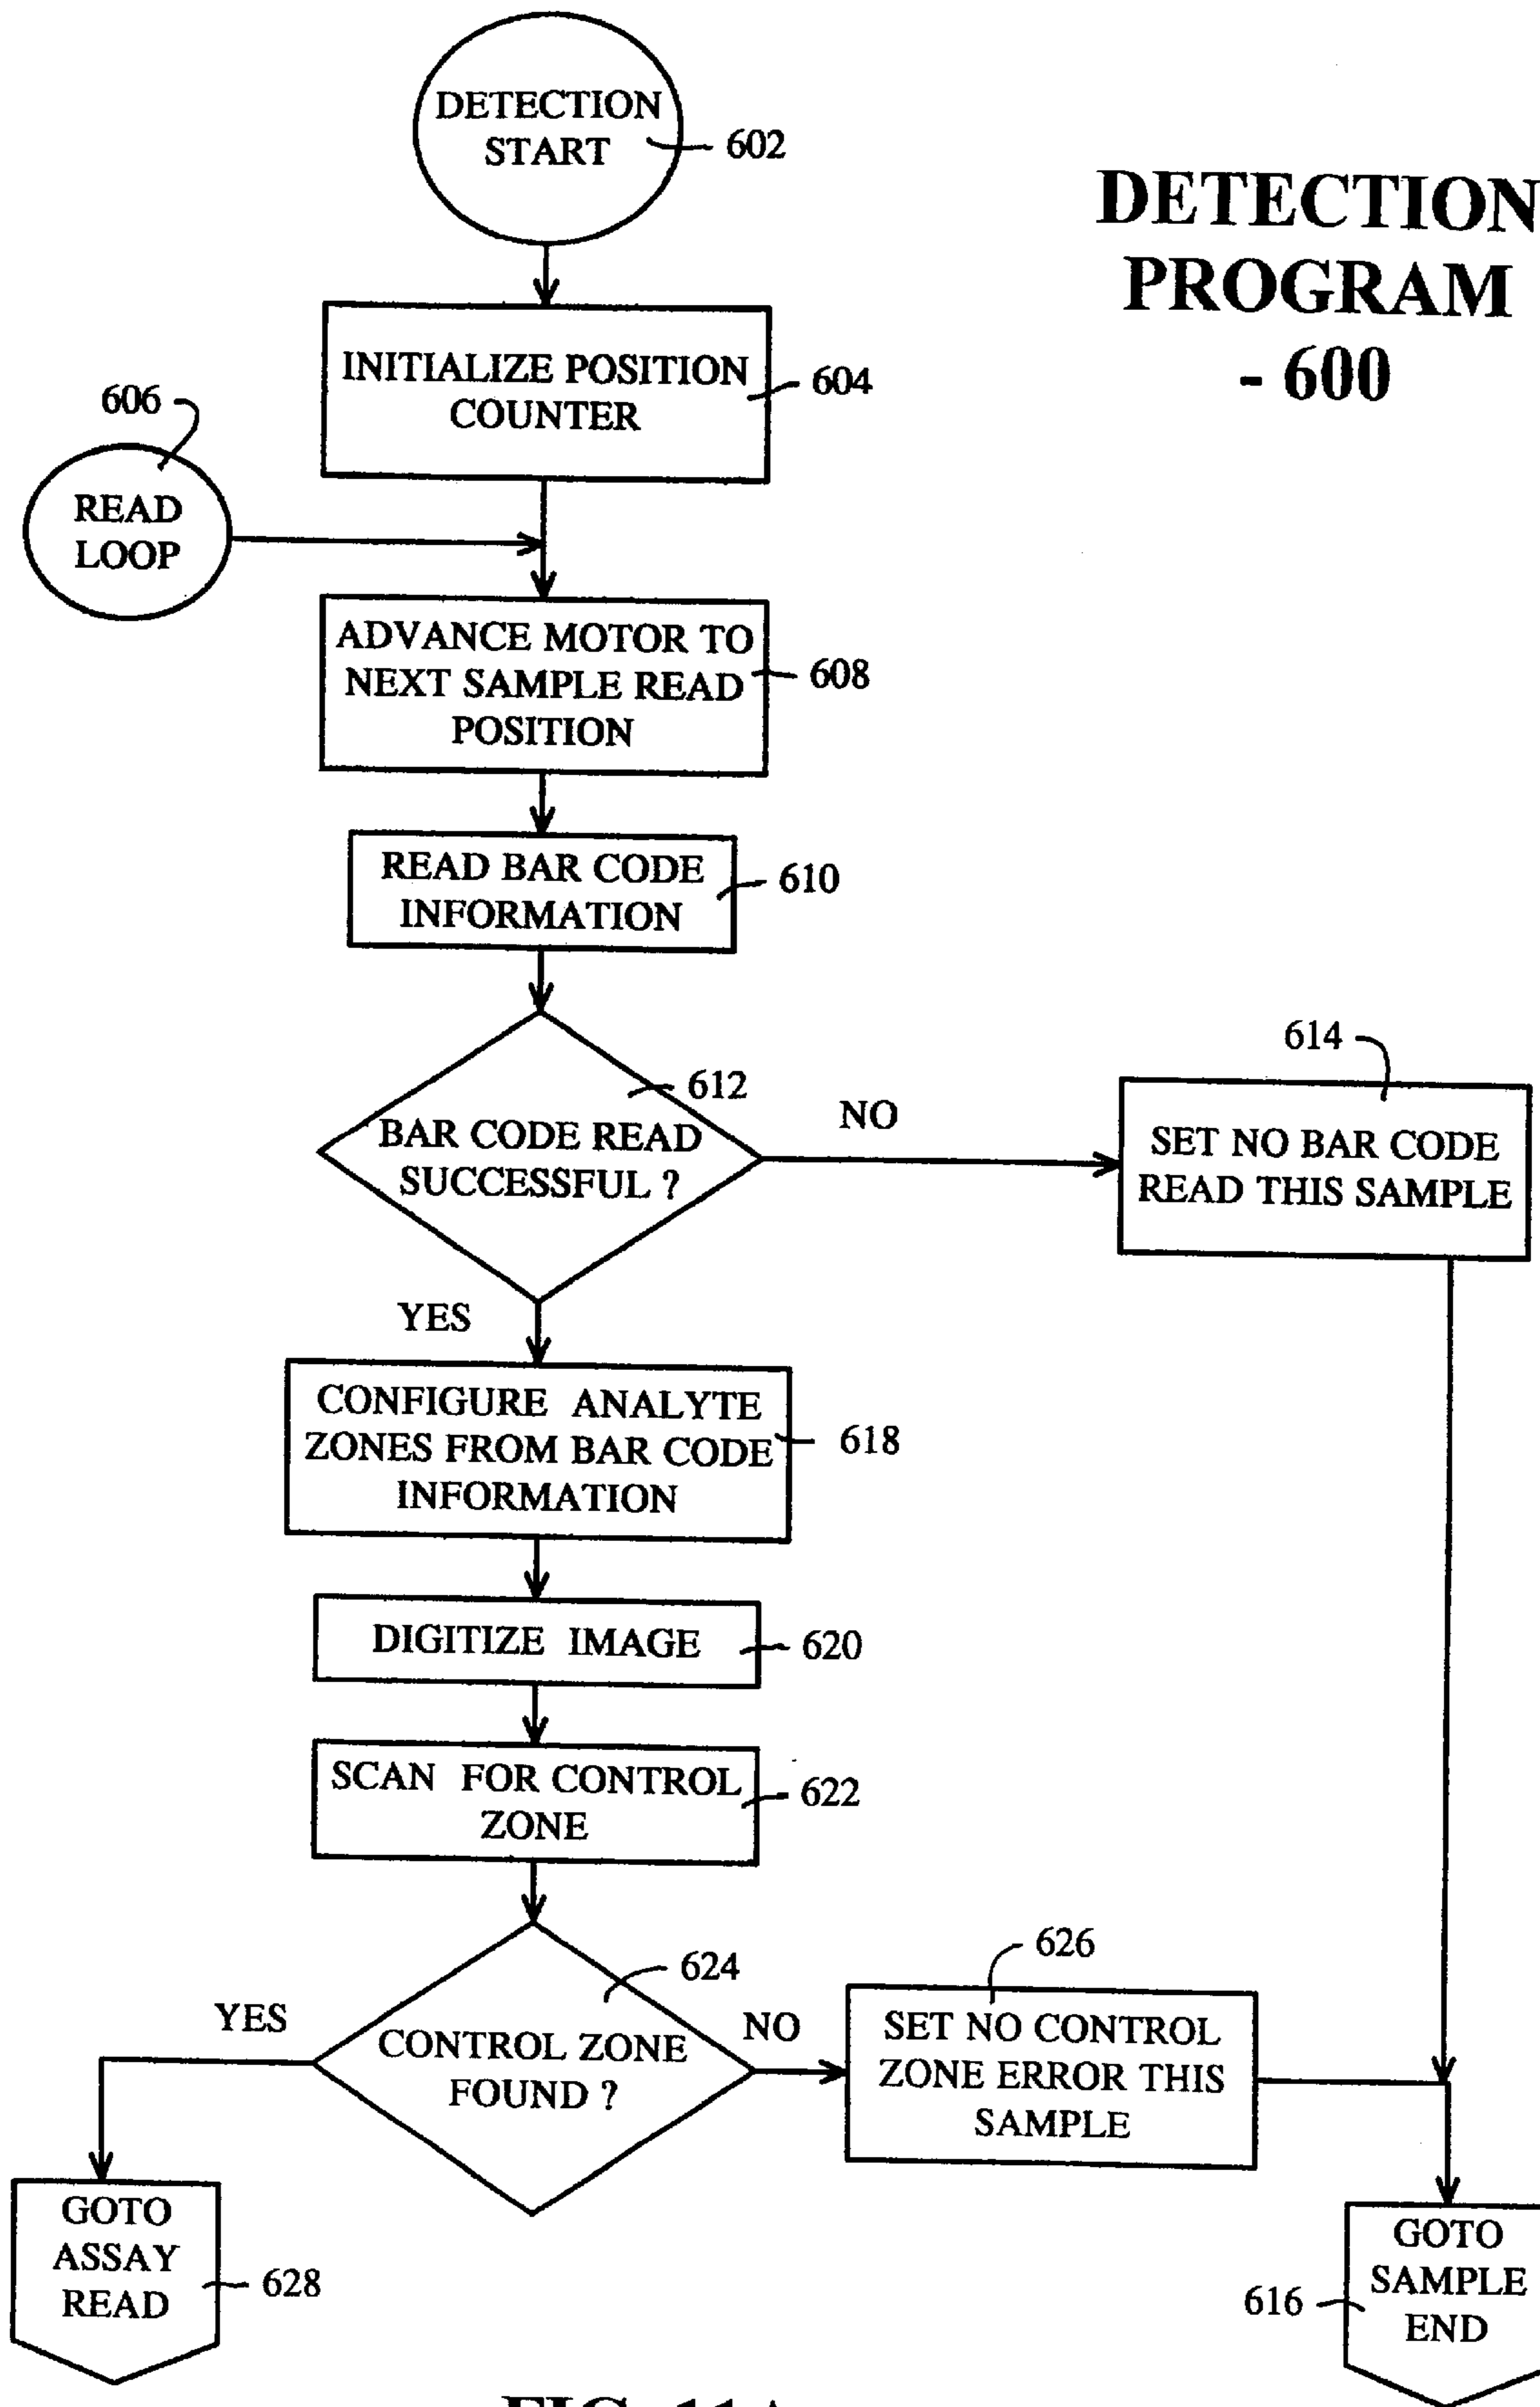 DETECTION
START
602
DETECTION
PROGRAM
- 600
INITIALIZE POSITION
COUNTER
604
606
READ
LOOP
ADVANCE MOTOR TO
NEXT SAMPLE READ
POSITION
608
READ BAR CODE
INFORMATION
610
612
BAR CODE READ
SUCCESSFUL ?
NO
614
SET NO BAR CODE
READ THIS SAMPLE
YES
CONFIGURE ANALYTE
ZONES FROM BAR CODE
INFORMATION
618
DIGITIZE IMAGE
620
SCAN FOR CONTROL
ZONE
622
624
CONTROL ZONE
FOUND ?
YES
NO
626
SET NO CONTROL
ZONE ERROR THIS
SAMPLE
GOTO
ASSAY
READ
628
GOTO
SAMPLE
END
616
FIG. 11A